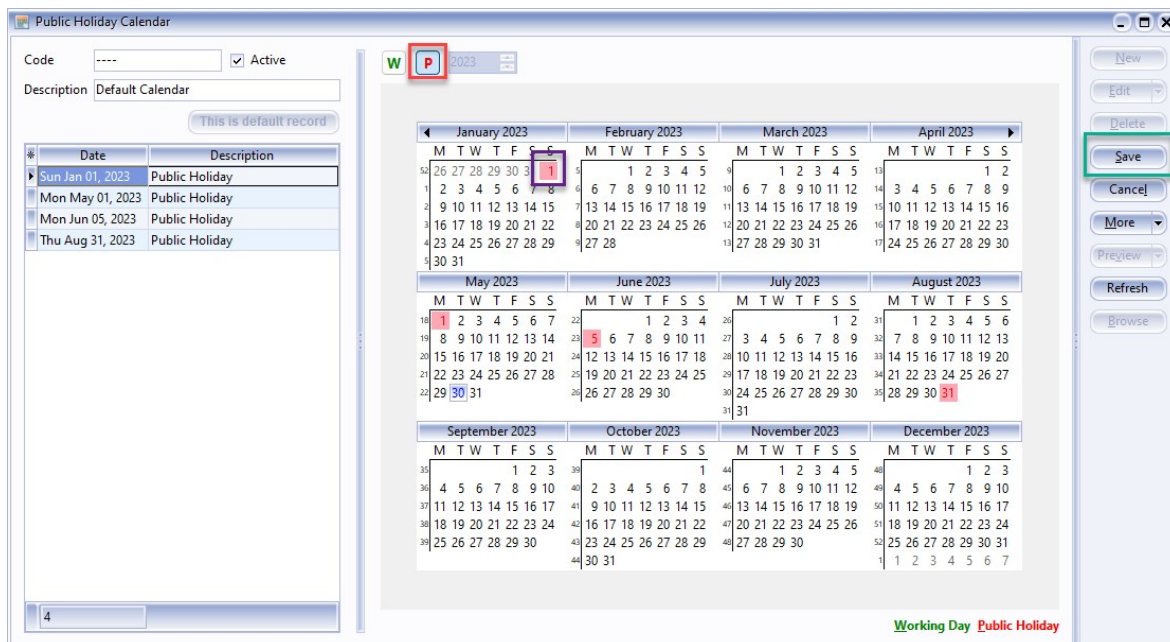 Public Holiday Calendar
Code ---- Active
Description Default Calendar
This is default record
Date Description
Sun Jan 01, 2023 Public Holiday
Mon May 01, 2023 Public Holiday
Mon Jun 05, 2023 Public Holiday
Thu Aug 31, 2023 Public Holiday
4
W P 2023
January 2023
M T W T F S S
52 26 27 28 29 30 3 1
1 2 3 4 5 6 7 8
2 9 10 11 12 13 14 15
3 16 17 18 19 20 21 22
4 23 24 25 26 27 28 29
5 30 31
February 2023
M T W T F S S
5 1 2 3 4 5
6 6 7 8 9 10 11 12
7 13 14 15 16 17 18 19
8 20 21 22 23 24 25 26
9 27 28
March 2023
M T W T F S S
9 1 2 3 4 5
10 6 7 8 9 10 11 12
11 13 14 15 16 17 18 19
12 20 21 22 23 24 25 26
13 27 28 29 30 31
April 2023
M T W T F S S
13 1 2
14 3 4 5 6 7 8 9
15 10 11 12 13 14 15 16
16 17 18 19 20 21 22 23
17 24 25 26 27 28 29 30
May 2023
M T W T F S S
18 1 2 3 4 5 6 7
19 8 9 10 11 12 13 14
20 15 16 17 18 19 20 21
21 22 23 24 25 26 27 28
22 29 30 31
June 2023
M T W T F S S
22 1 2 3 4
23 5 6 7 8 9 10 11
24 12 13 14 15 16 17 18
25 19 20 21 22 23 24 25
26 26 27 28 29 30
July 2023
M T W T F S S
26 1 2
27 3 4 5 6 7 8 9
28 10 11 12 13 14 15 16
29 17 18 19 20 21 22 23
30 24 25 26 27 28 29 30
31 31
August 2023
M T W T F S S
31 1 2 3 4 5 6
32 7 8 9 10 11 12 13
33 14 15 16 17 18 19 20
34 21 22 23 24 25 26 27
35 28 29 30 31
September 2023
M T W T F S S
35 1 2 3
36 4 5 6 7 8 9 10
37 11 12 13 14 15 16 17
38 18 19 20 21 22 23 24
39 25 26 27 28 29 30
October 2023
M T W T F S S
39 1
40 2 3 4 5 6 7 8
41 9 10 11 12 13 14 15
42 16 17 18 19 20 21 22
43 23 24 25 26 27 28 29
44 30 31
November 2023
M T W T F S S
44 1 2 3 4 5
45 6 7 8 9 10 11 12
46 13 14 15 16 17 18 19
47 20 21 22 23 24 25 26
48 27 28 29 30
December 2023
M T W T F S S
48 1 2 3
49 4 5 6 7 8 9 10
50 11 12 13 14 15 16 17
51 18 19 20 21 22 23 24
52 25 26 27 28 29 30 31
1 1 2 3 4 5 6 7
Working Day Public Holiday
New
Edit
Delete
Save
Cancel
More
Preview
Refresh
Browse